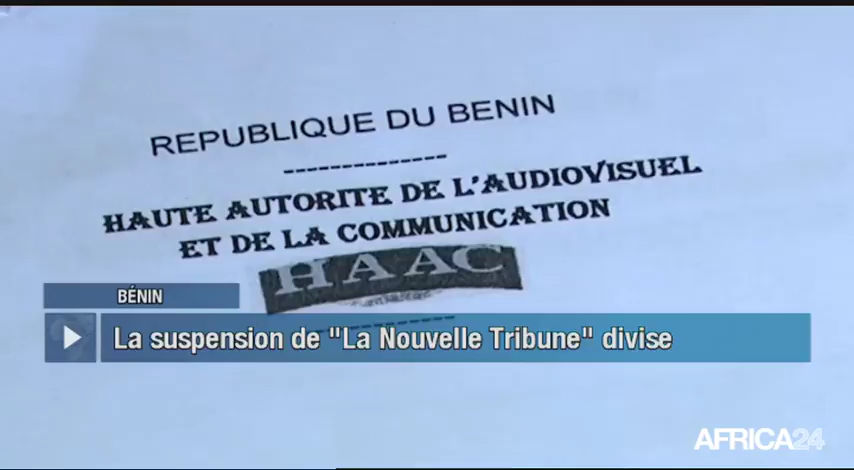 REPUBLIQUE DU BENIN
---------------
HAUTE AUTORITE DE L'AUDIOVISUEL
ET DE LA COMMUNICATION
HAAC
BÉNIN
La suspension de "La Nouvelle Tribune" divise
AFRICA24